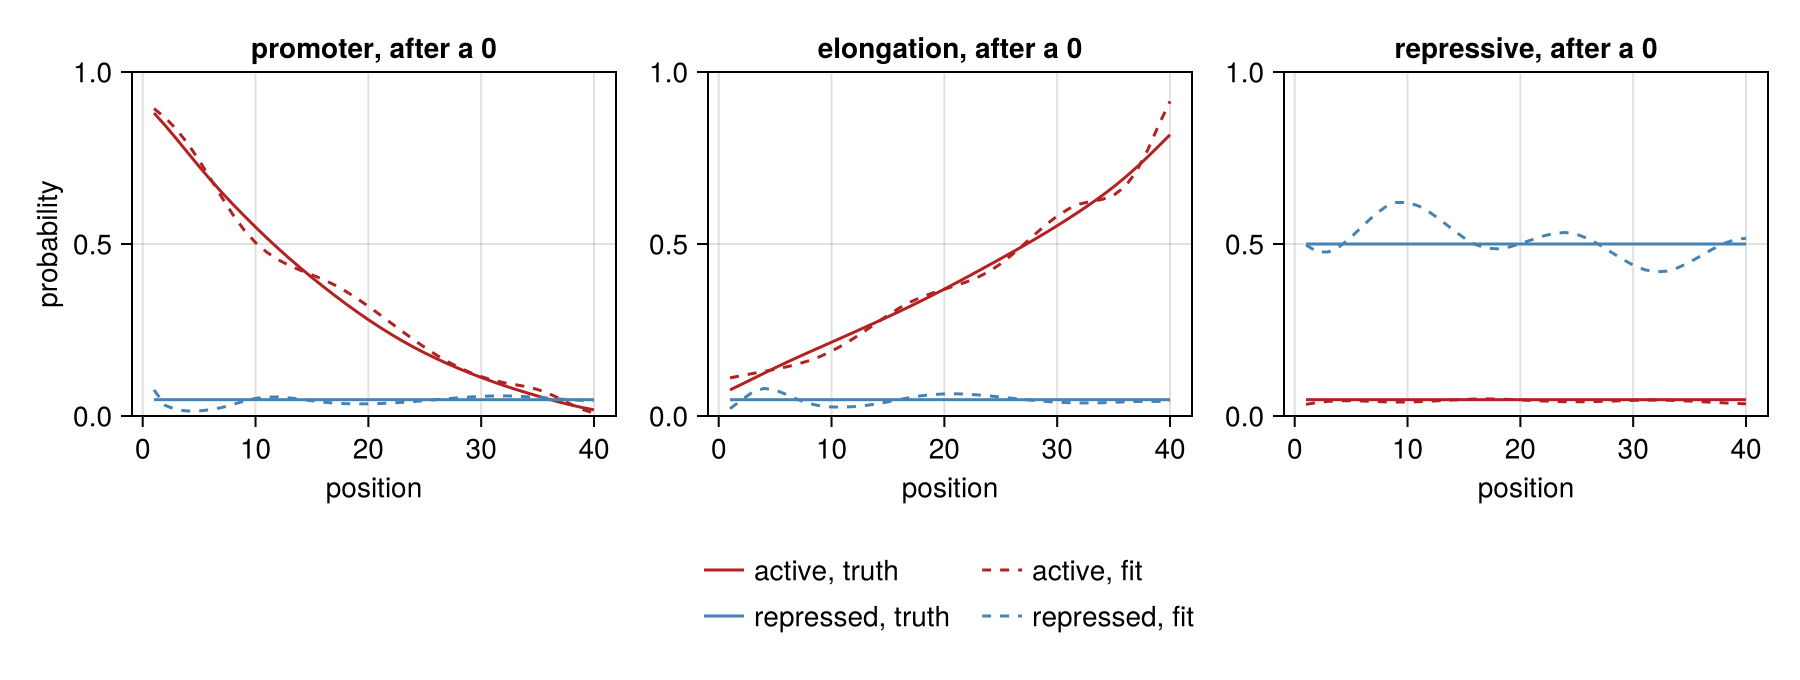 promoter, after a 0
elongation, after a 0
repressive, after a 0
probability
1.0
0.5
0.0
0 10 20 30 40
position
1.0
0.5
0.0
0 10 20 30 40
position
1.0
0.5
0.0
0 10 20 30 40
position
active, truth
active, fit
repressed, truth
repressed, fit